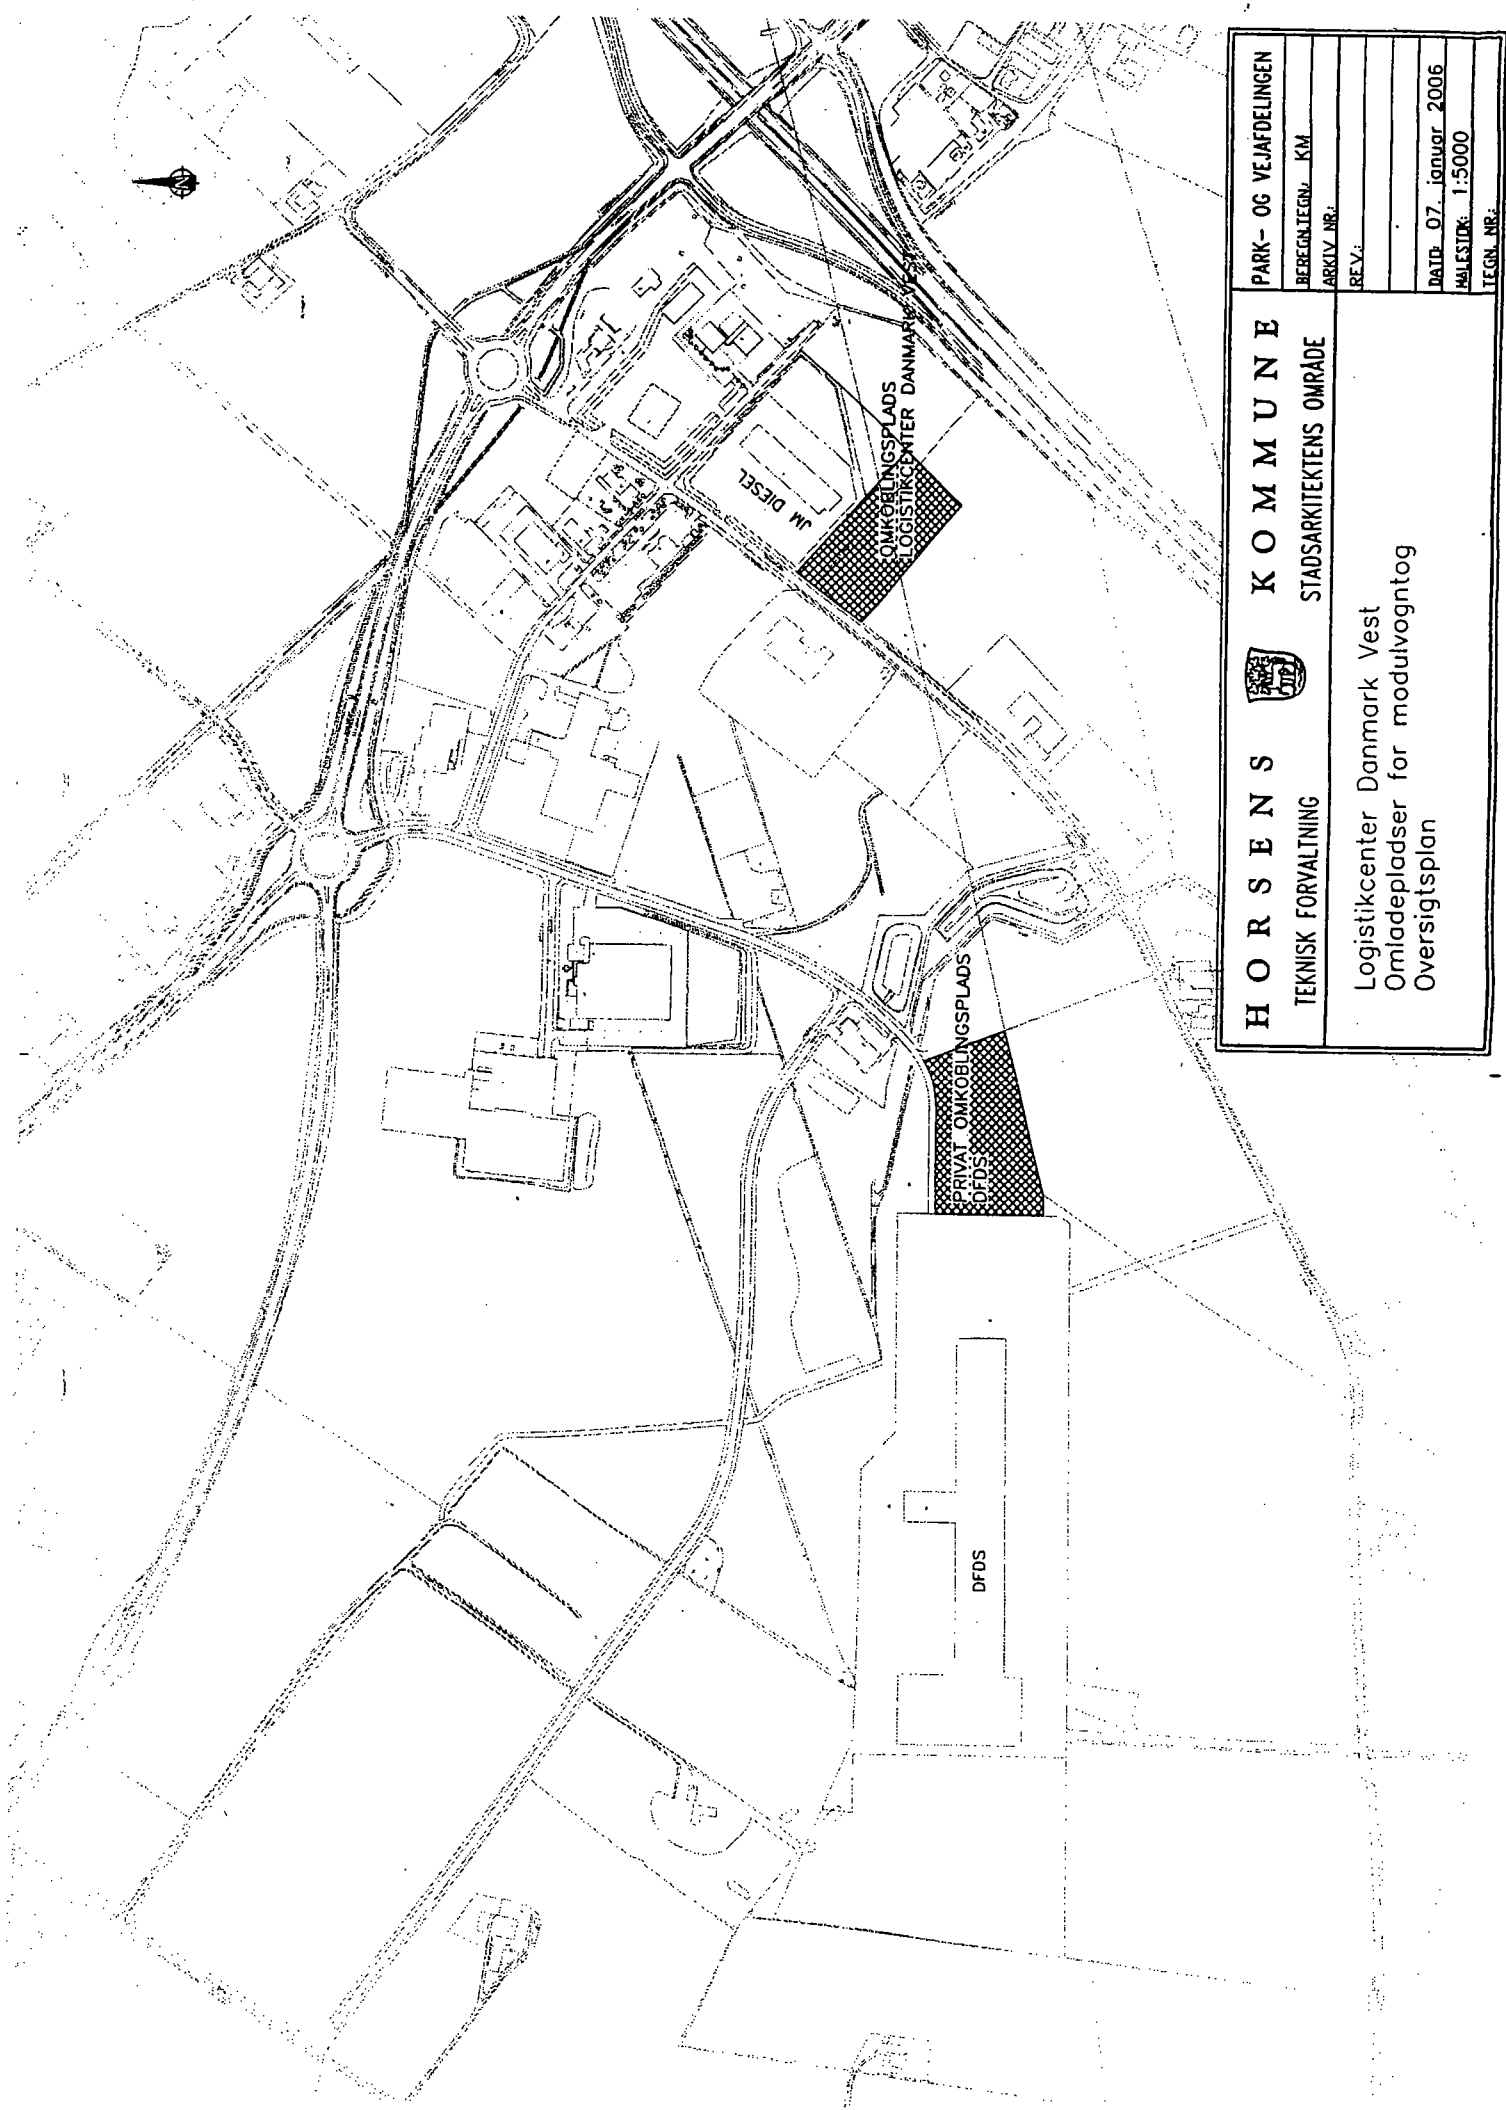 OMKOBLINGSPLADS
LOGISTIKCENTER DANMARK VEST
JM DIESEL
PRIVAT OMKOBLINGSPLADS
DFDS
DFDS
HORSENS KOMMUNE
TEKNISK FORVALTNING
STADSARKITEKTENS OMRÅDE
Logistikcenter Danmark Vest
Omladepladser for modulvogntog
Oversigtsplan
PARK- OG VEJAFDELINGEN
BEREGN./TEGN.: KM
ARKIV NR.:
REV.:
DATO: 07. januar 2006
MÅLESTOK: 1:5000
TEGN. NR.: